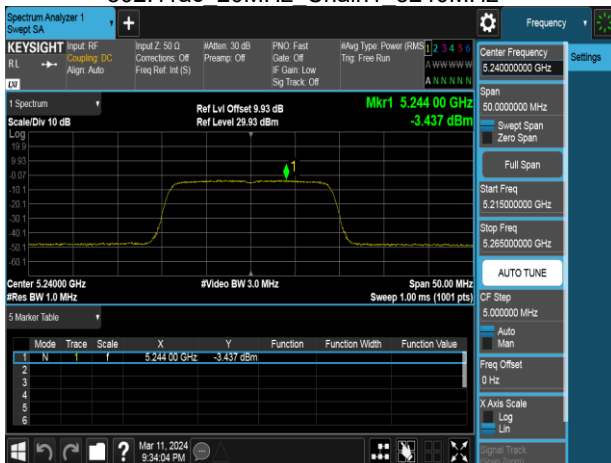 Spectrum Analyzer 1
Swept SA
+
Frequency
KEYSIGHT
RL
LXI
Input: RF
Coupling: DC
Align: Auto
Input Z: 50 Ω
Corrections: Off
Freq Ref: Int (S)
#Atten: 30 dB
Preamp: Off
PNO: Fast
Gate: Off
IF Gain: Low
Sig Track: Off
#Avg Type: Power (RMS
Trig: Free Run
1 2 3 4 5 6
A W W W W W
A N N N N N
Center Frequency
5.240000000 GHz
Settings
Span
50.0000000 MHz
Swept Span
Zero Span
Full Span
Start Freq
5.215000000 GHz
Stop Freq
5.265000000 GHz
AUTO TUNE
CF Step
5.000000 MHz
Auto
Man
Freq Offset
0 Hz
X Axis Scale
Log
Lin
Signal Track
(Span Zoom)
1 Spectrum
Scale/Div 10 dB
Log
Ref Lvl Offset 9.93 dB
Ref Level 29.93 dBm
Mkr1 5.244 00 GHz
-3.437 dBm
19.9
9.93
-0.07
-10.1
-20.1
-30.1
-40.1
-50.1
-60.1
1
Center 5.24000 GHz
#Res BW 1.0 MHz
#Video BW 3.0 MHz
Span 50.00 MHz
Sweep 1.00 ms (1001 pts)
5 Marker Table
Mode Trace Scale X Y Function Function Width Function Value
1 N 1 f 5.244 00 GHz -3.437 dBm
2
3
4
5
6
?
Mar 11, 2024
9:34:04 PM